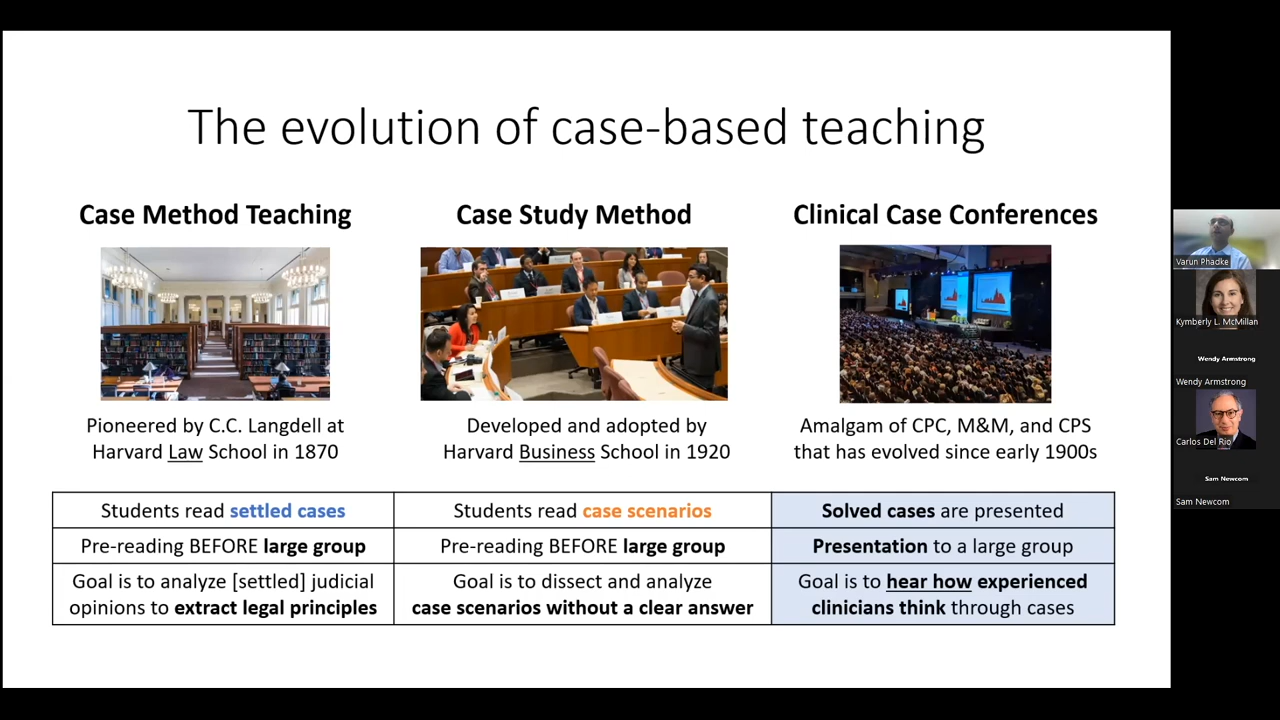 The evolution of case-based teaching
Case Method Teaching
Pioneered by C.C. Langdell at
Harvard Law School in 1870
Case Study Method
Developed and adopted by
Harvard Business School in 1920
Clinical Case Conferences
Amalgam of CPC, M&M, and CPS
that has evolved since early 1900s
Students read settled cases
Students read case scenarios
Solved cases are presented
Pre-reading BEFORE large group
Pre-reading BEFORE large group
Presentation to a large group
Goal is to analyze [settled] judicial
opinions to extract legal principles
Goal is to dissect and analyze
case scenarios without a clear answer
Goal is to hear how experienced
clinicians think through cases
Varun Phadke
Kymberly L. McMillan
Wendy Armstrong
Wendy Armstrong
Carlos Del Rio
Sam Newcom
Sam Newcom